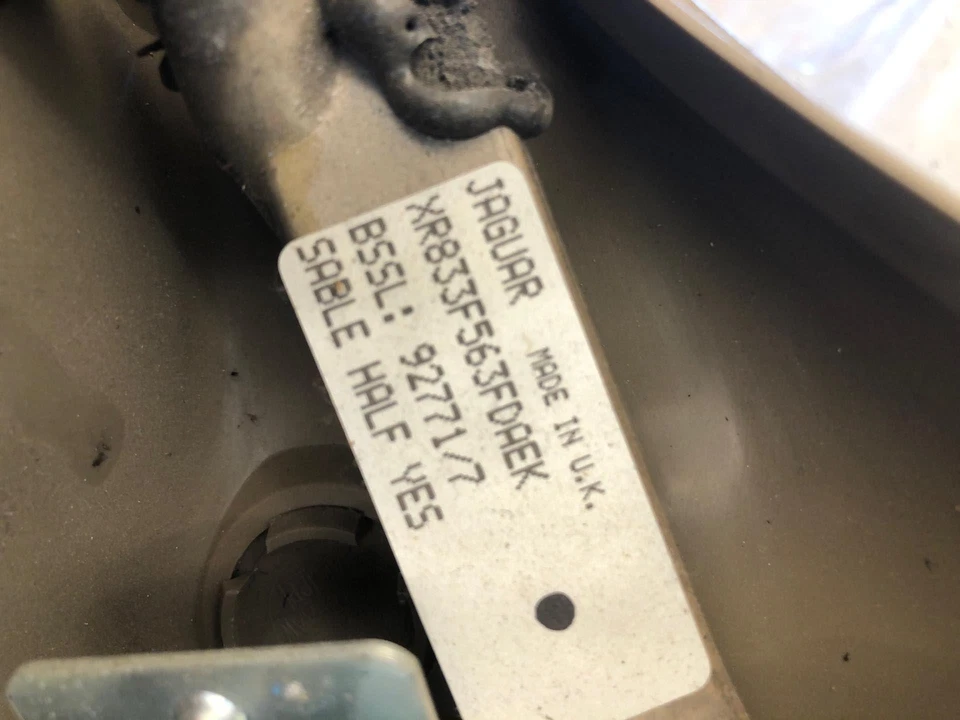 JAGUAR MADE IN U.K.
XR833F563FDAEK
BSSL: 92771/7
SABLE HALF YES